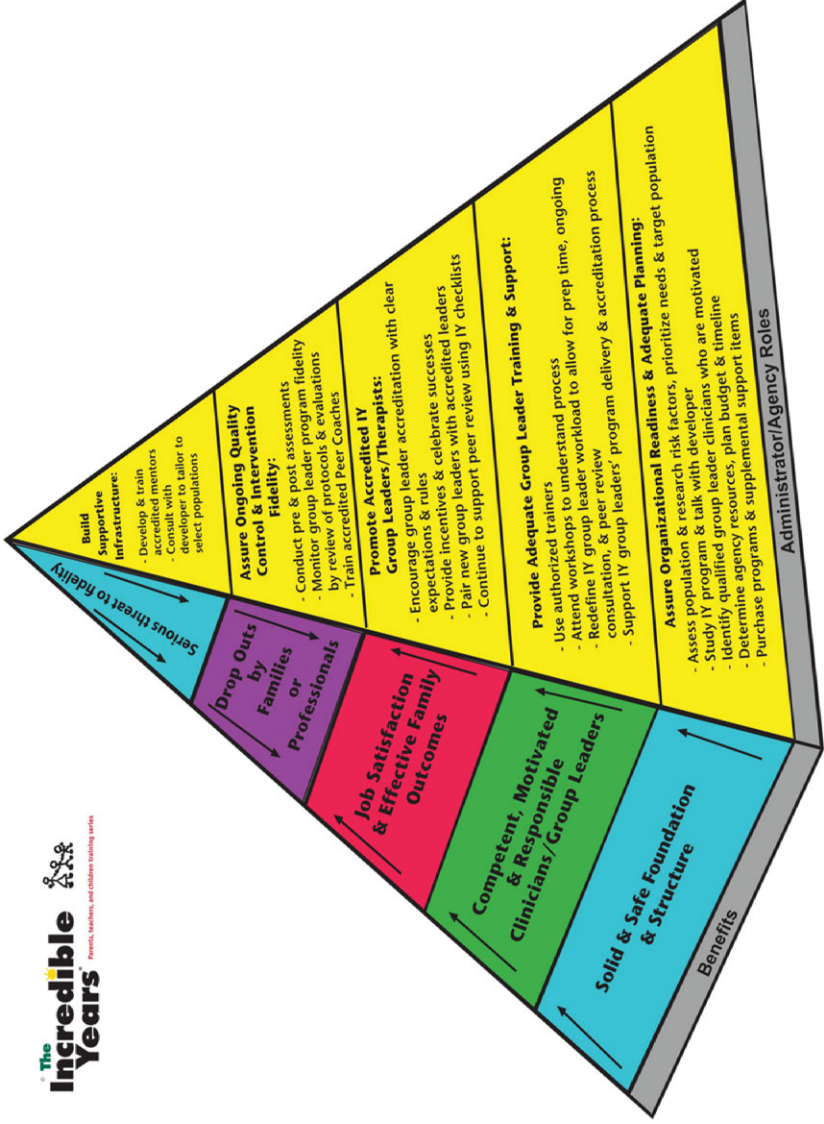 The
Incredible
Years®
Parents, teachers, and children training series
Serious threat to fidelity
Drop Outs
by
Families
or
Professionals
Job Satisfaction
& Effective Family
Outcomes
Competent, Motivated
& Responsible
Clinicians/Group Leaders
Solid & Safe Foundation
& Structure
Benefits
Build
Supportive
Infrastructure:
- Develop & train
accredited mentors
- Consult with
developer to tailor to
select populations
Assure Ongoing Quality
Control & Intervention
Fidelity:
- Conduct pre & post assessments
- Monitor group leader program fidelity
by review of protocols & evaluations
- Train accredited Peer Coaches
Promote Accredited IY
Group Leaders/Therapists:
- Encourage group leader accreditation with clear
expectations & rules
- Provide incentives & celebrate successes
- Pair new group leaders with accredited leaders
- Continue to support peer review using IY checklists
Provide Adequate Group Leader Training & Support:
- Use authorized trainers
- Attend workshops to understand process
- Redefine IY group leader workload to allow for prep time, ongoing
consultation, & peer review
- Support IY group leaders' program delivery & accreditation process
Assure Organizational Readiness & Adequate Planning:
- Assess population & research risk factors, prioritize needs & target population
- Study IY program & talk with developer
- Identify qualified group leader clinicians who are motivated
- Determine agency resources, plan budget & timeline
- Purchase programs & supplemental support items
Administrator/Agency Roles